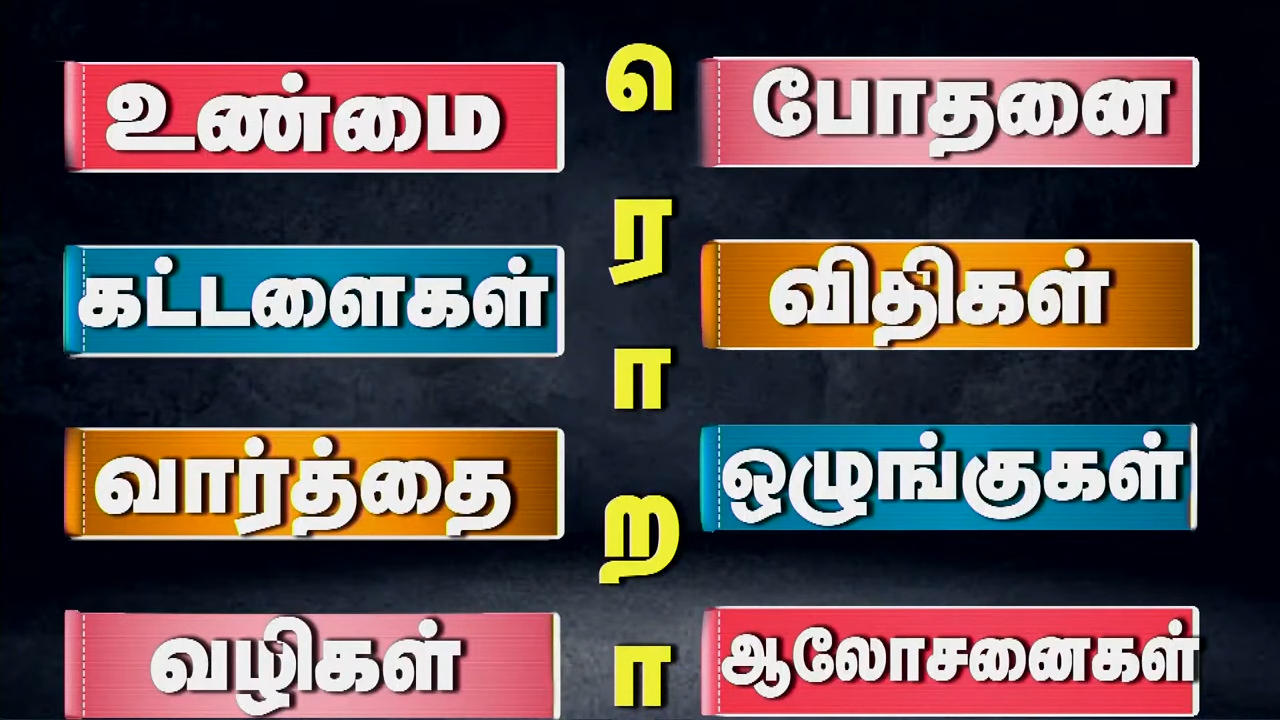 உண்மை
கட்டளைகள்
வார்த்தை
வழிகள்
தொராறா
போதனை
விதிகள்
ஒழுங்குகள்
ஆலோசனைகள்